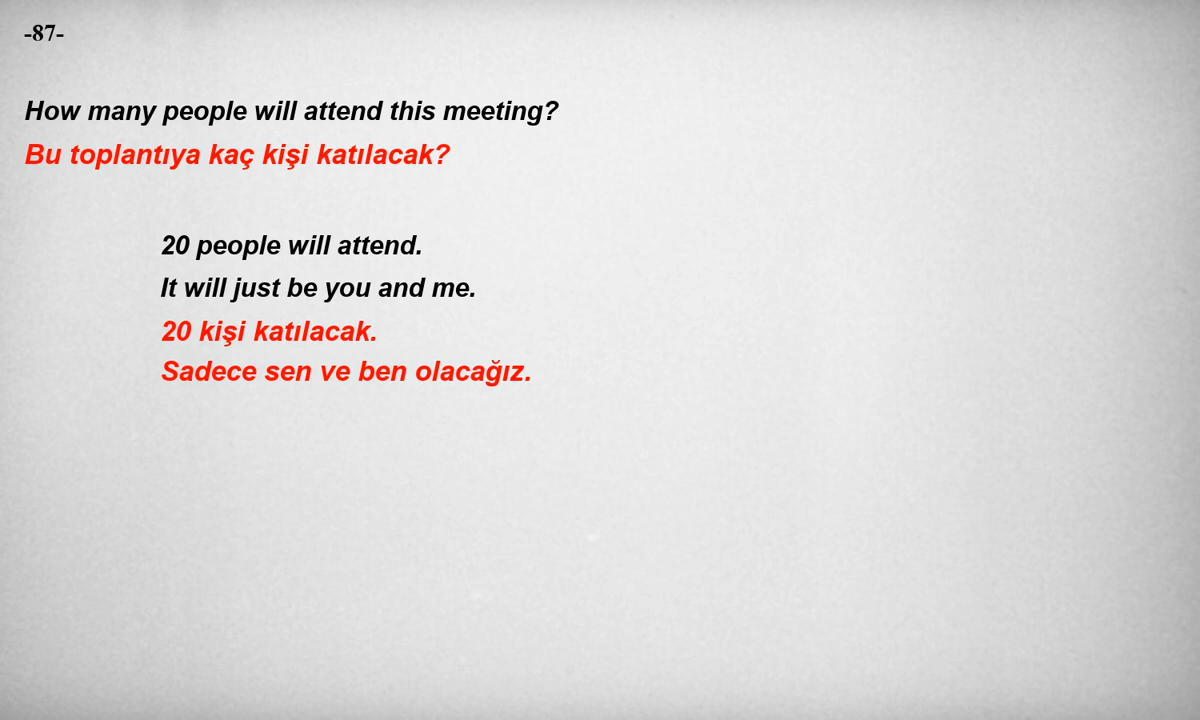 -87-
How many people will attend this meeting?
Bu toplantıya kaç kişi katılacak?
20 people will attend.
It will just be you and me.
20 kişi katılacak.
Sadece sen ve ben olacağız.